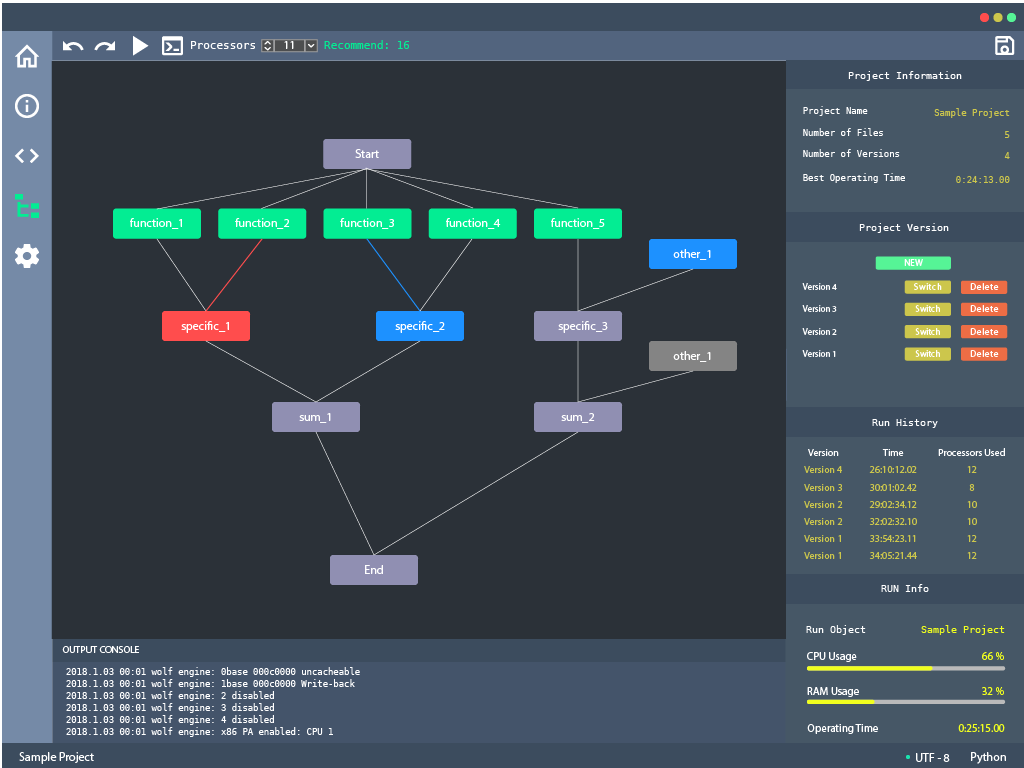 Processors 11 Recommend: 16
Start
function_1 function_2 function_3 function_4 function_5
other_1
specific_1 specific_2 specific_3
other_1
sum_1 sum_2
End
Project Information
Project Name Sample Project
Number of Files 5
Number of Versions 4
Best Operating Time 0:24:13.00
Project Version
NEW
Version 4 Switch Delete
Version 3 Switch Delete
Version 2 Switch Delete
Version 1 Switch Delete
Run History
Version Time Processors Used
Version 4 26:10:12.02 12
Version 3 30:01:02.42 8
Version 2 29:02:34.12 10
Version 2 32:02:32.10 10
Version 1 33:54:23.11 12
Version 1 34:05:21.44 12
RUN Info
Run Object Sample Project
CPU Usage 66 %
RAM Usage 32 %
Operating Time 0:25:15.00
OUTPUT CONSOLE
2018.1.03 00:01 wolf engine: 0base 000c0000 uncacheable
2018.1.03 00:01 wolf engine: 1base 000c0000 Write-back
2018.1.03 00:01 wolf engine: 2 disabled
2018.1.03 00:01 wolf engine: 3 disabled
2018.1.03 00:01 wolf engine: 4 disabled
2018.1.03 00:01 wolf engine: x86 PA enabled: CPU 1
Sample Project UTF - 8 Python